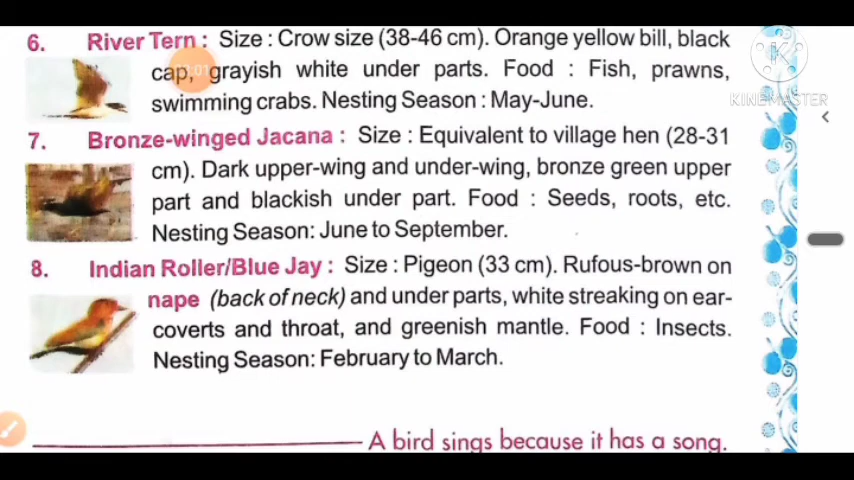 6. River Tern : Size : Crow size (38-46 cm). Orange yellow bill, black
cap, grayish white under parts. Food : Fish, prawns,
swimming crabs. Nesting Season : May-June.
7. Bronze-winged Jacana : Size : Equivalent to village hen (28-31
cm). Dark upper-wing and under-wing, bronze green upper
part and blackish under part. Food : Seeds, roots, etc.
Nesting Season: June to September.
8. Indian Roller/Blue Jay : Size : Pigeon (33 cm). Rufous-brown on
nape (back of neck) and under parts, white streaking on ear-
coverts and throat, and greenish mantle. Food : Insects.
Nesting Season: February to March.
A bird sings because it has a song.
KINEMASTER